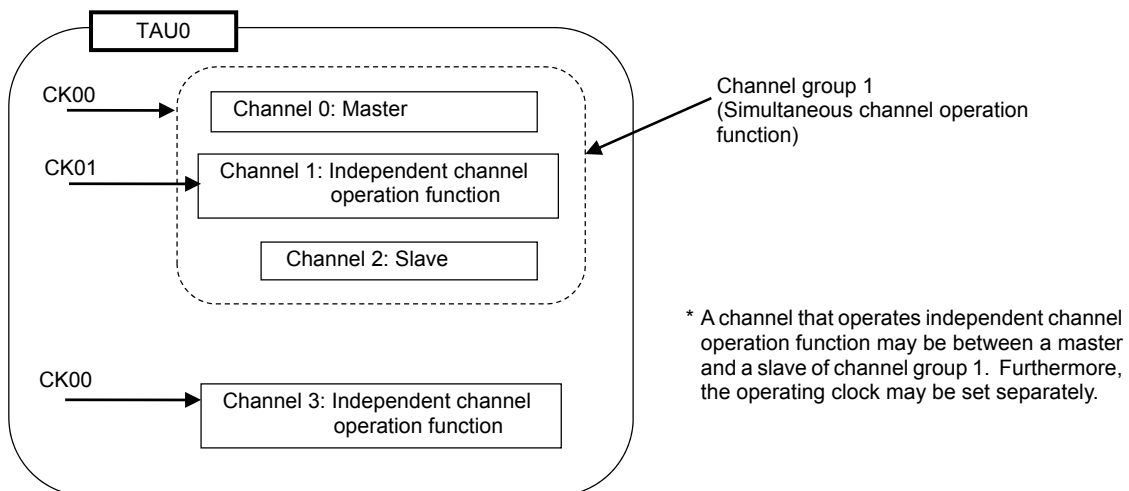 TAU0
CK00
Channel 0: Master
Channel group 1
(Simultaneous channel operation
function)
CK01
Channel 1: Independent channel
operation function
Channel 2: Slave
* A channel that operates independent channel
operation function may be between a master
and a slave of channel group 1. Furthermore,
the operating clock may be set separately.
CK00
Channel 3: Independent channel
operation function